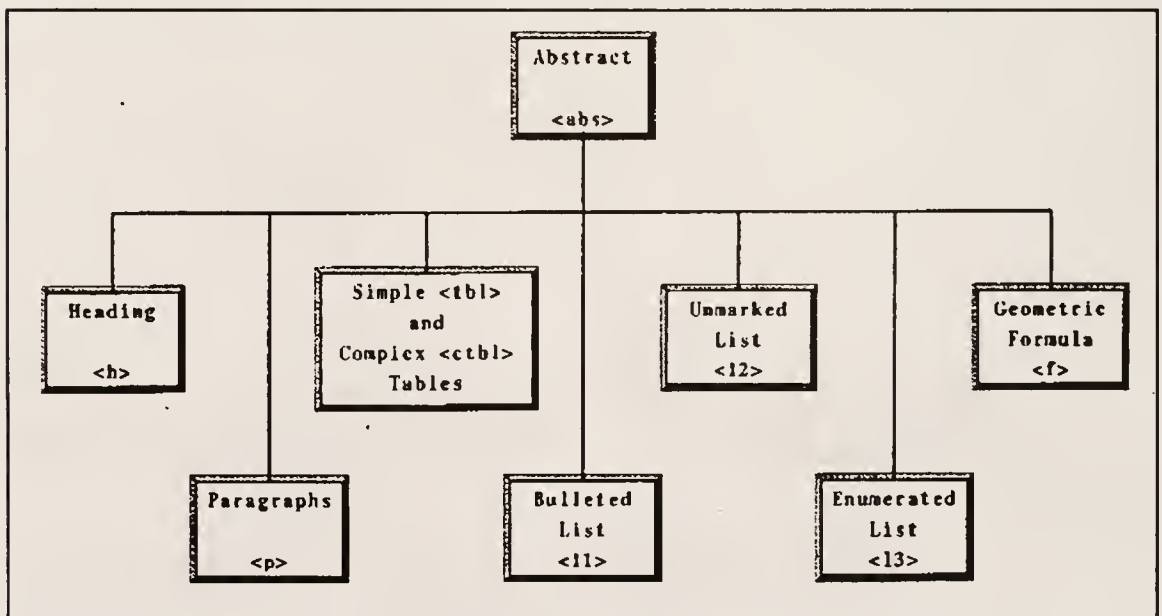 Abstract
<abs>
Heading
<h>
Simple <tbl>
and
Complex <ctbl>
Tables
Unmarked
List
<l2>
Geometric
Formula
<f>
Paragraphs
<p>
Bulleted
List
<l1>
Enumerated
List
<l3>